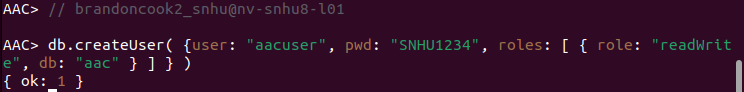 AAC> // brandoncook2_snhu@nv-snhu8-l01
AAC> db.createUser( {user: "aacuser", pwd: "SNHU1234", roles: [ { role: "readWrit
e", db: "aac" } ] } )
{ ok: 1 }